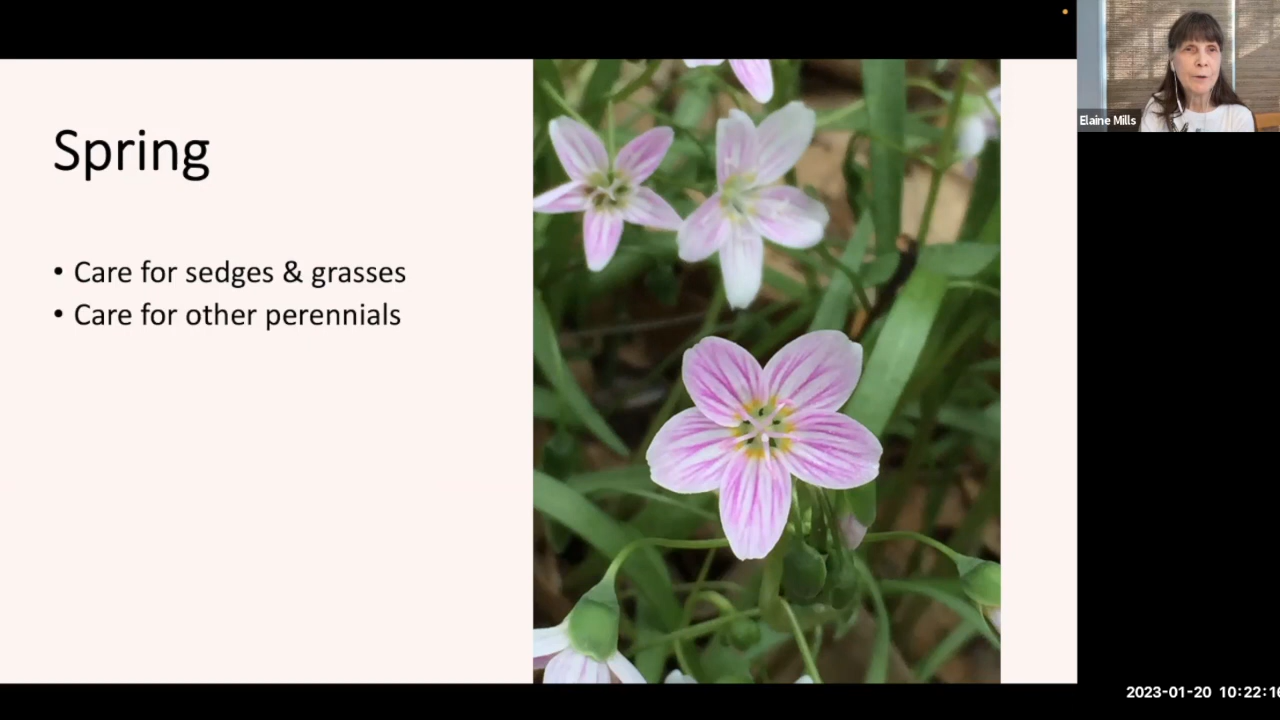 Spring
• Care for sedges & grasses
• Care for other perennials
Elaine Mills
2023-01-20 10:22:16